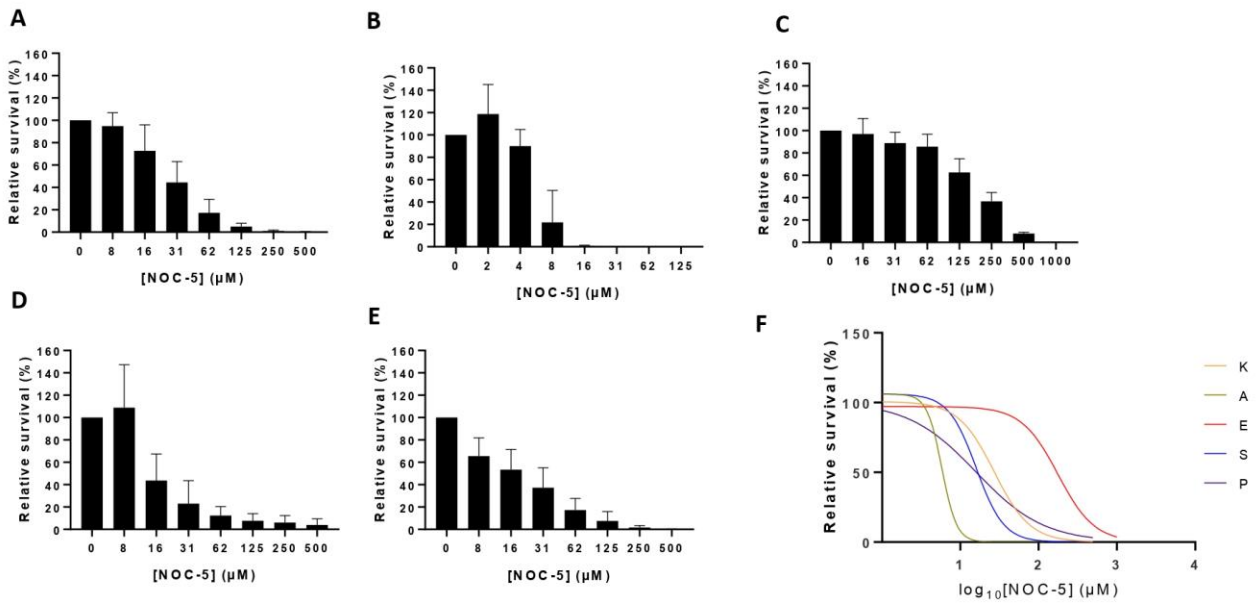 A
160
140
120
100
80
60
40
20
0
Relative survival (%)
0 8 16 31 62 125 250 500
[NOC-5] (µM)
B
160
140
120
100
80
60
40
20
0
Relative survival (%)
0 2 4 8 16 31 62 125
[NOC-5] (µM)
C
160
140
120
100
80
60
40
20
0
Relative survival (%)
0 16 31 62 125 250 500 1000
[NOC-5] (µM)
D
160
140
120
100
80
60
40
20
0
Relative survival (%)
0 8 16 31 62 125 250 500
[NOC-5] (µM)
E
160
140
120
100
80
60
40
20
0
Relative survival (%)
0 8 16 31 62 125 250 500
[NOC-5] (µM)
F
150
100
50
0
Relative survival (%)
1 2 3 4
log10[NOC-5] (µM)
K
A
E
S
P